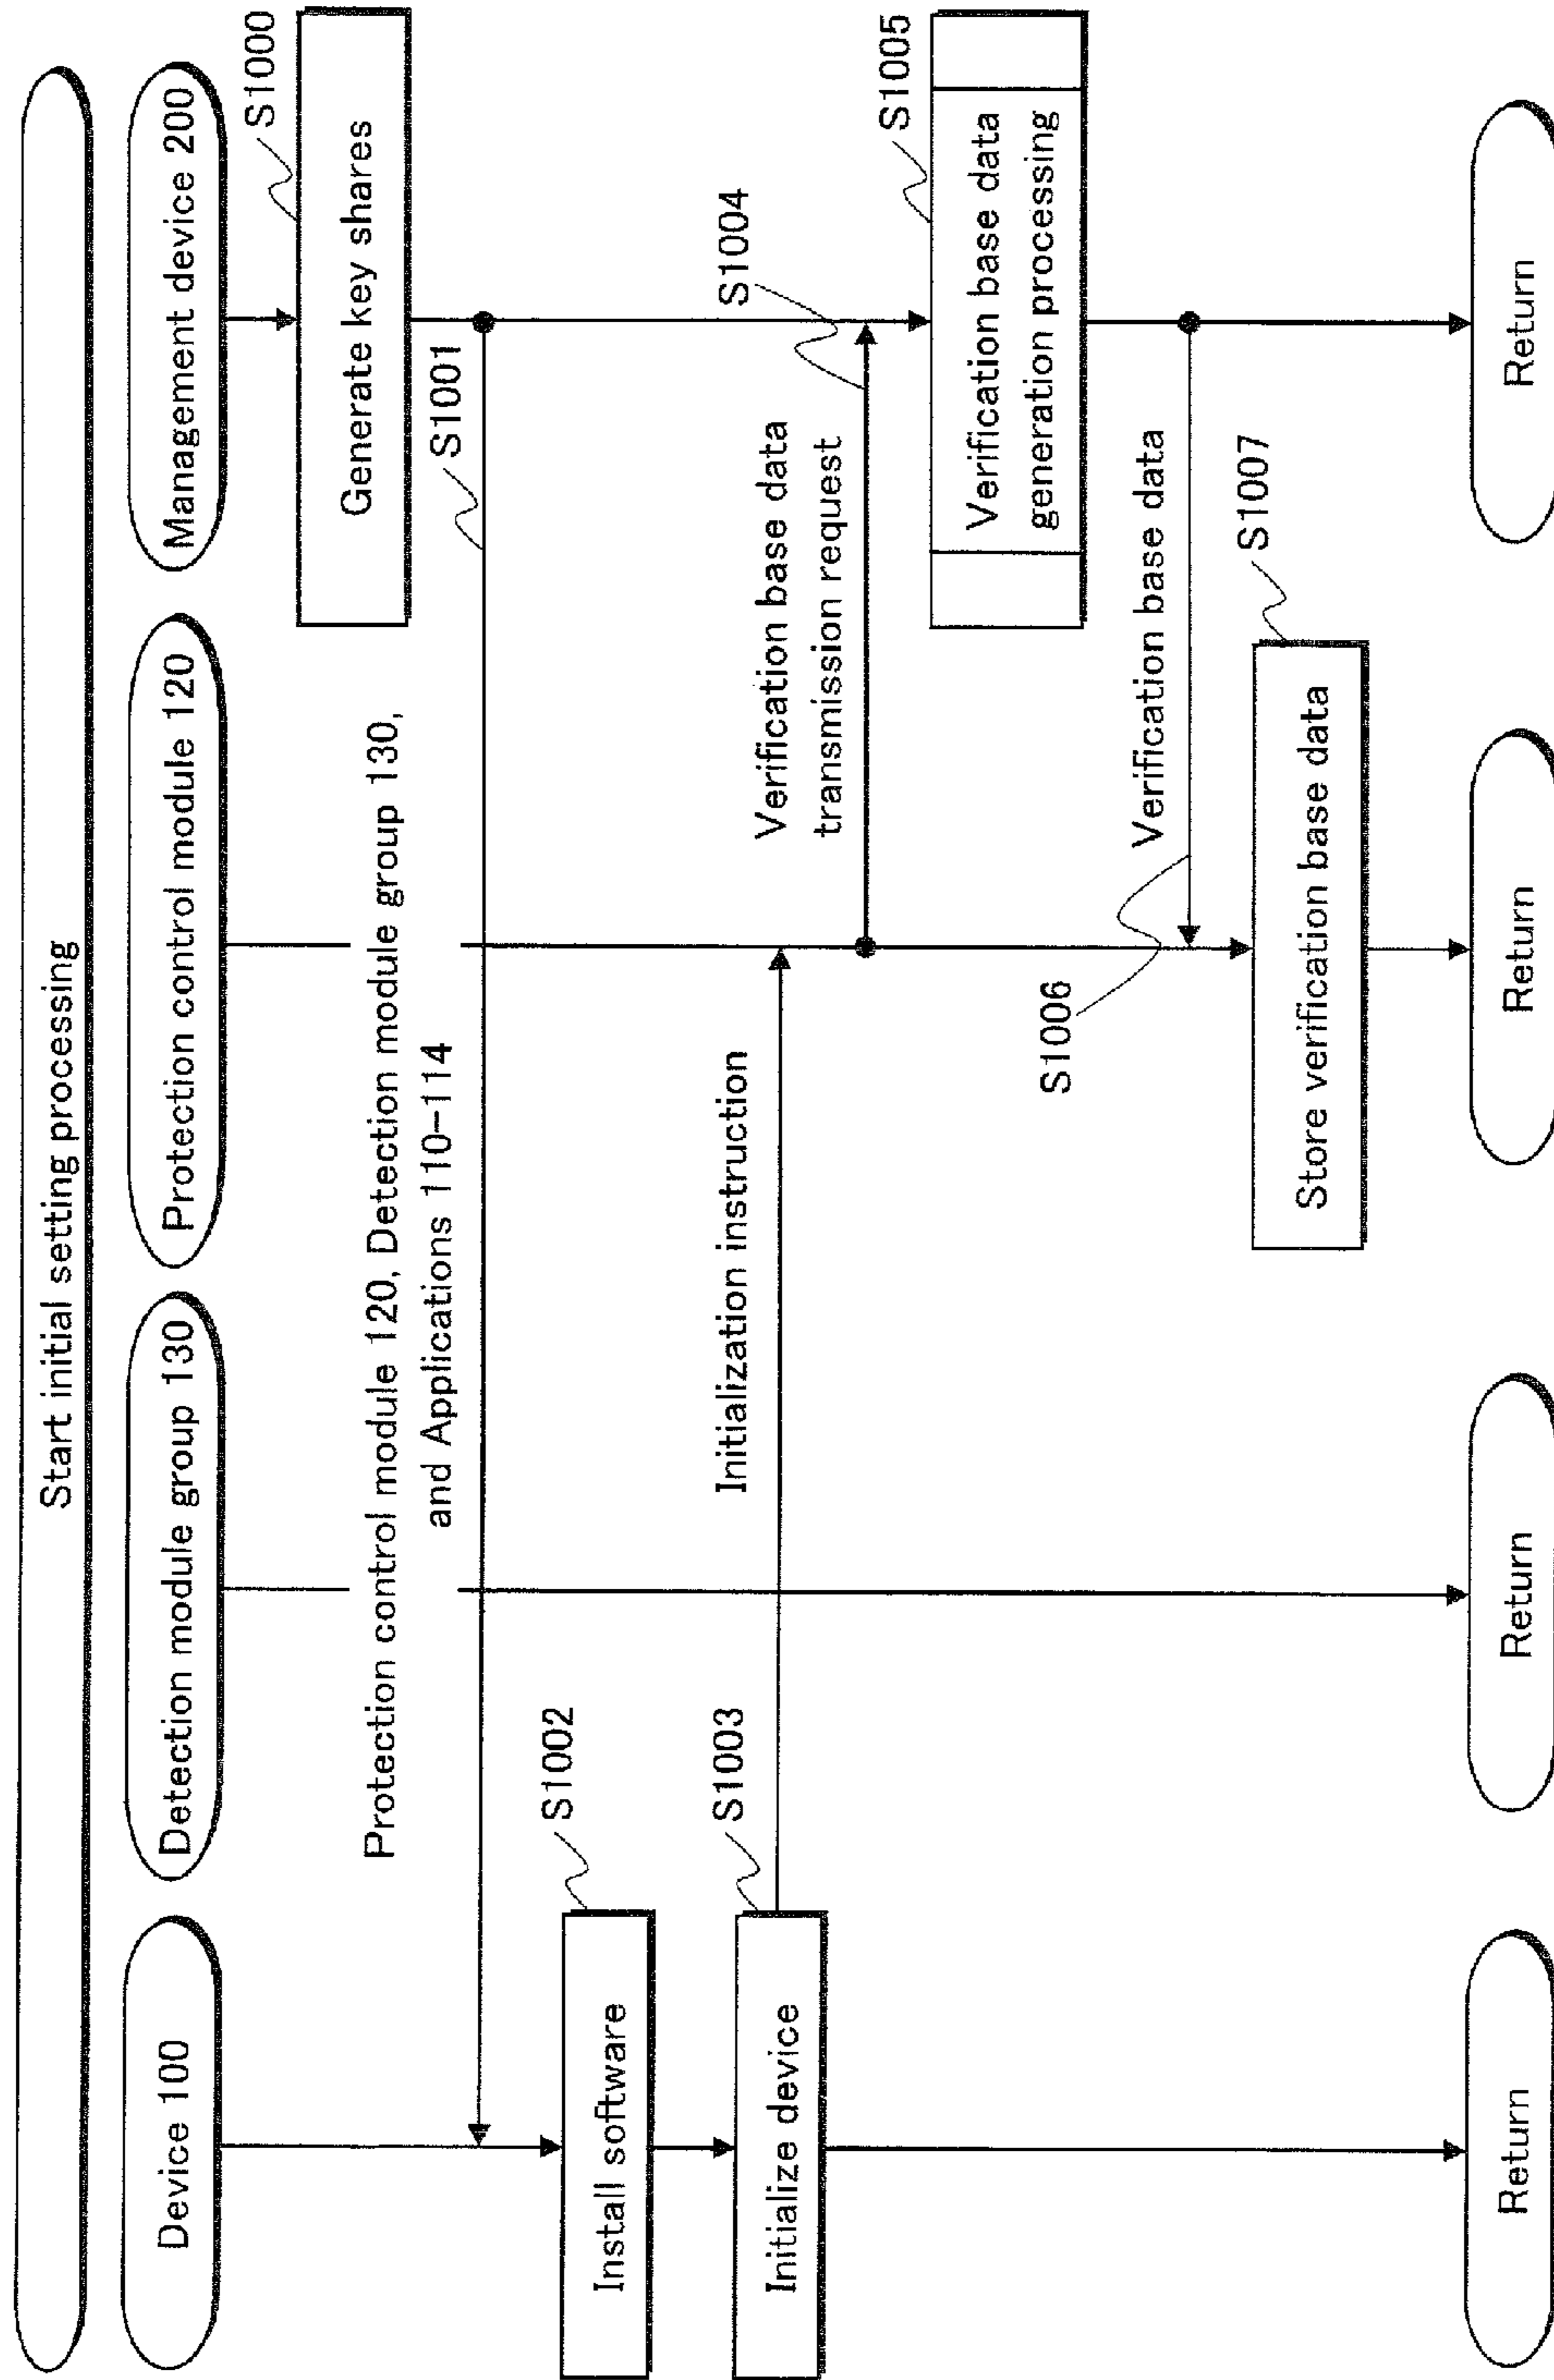 Start initial setting processing
Device 100
Detection module group 130
Protection control module 120
Management device 200
S1000
Generate key shares
S1001
Protection control module 120, Detection module group 130,
and Applications 110-114
S1002
Install software
S1003
Initialize device
Initialization instruction
S1004
Verification base data
transmission request
S1005
Verification base data
generation processing
S1006
Verification base data
S1007
Store verification base data
Return
Return
Return
Return